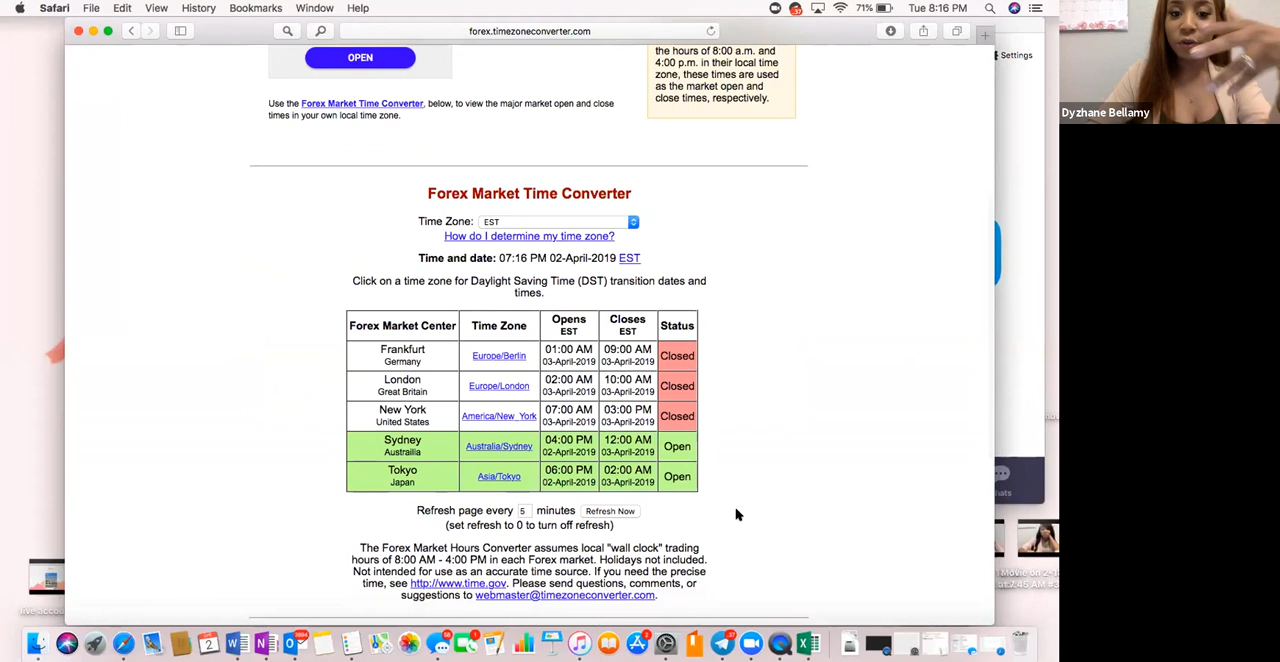 Safari File Edit View History Bookmarks Window Help
71% Tue 8:16 PM
forex.timezoneconverter.com
Settings
OPEN
the hours of 8:00 a.m. and
4:00 p.m. in their local time
zone, these times are used
as the market open and
close times, respectively.
Use the Forex Market Time Converter, below, to view the major market open and close
times in your own local time zone.
Dyzhane Bellamy
Forex Market Time Converter
Time Zone: EST
How do I determine my time zone?
Time and date: 07:16 PM 02-April-2019 EST
Click on a time zone for Daylight Saving Time (DST) transition dates and
times.
Forex Market Center Time Zone Opens EST Closes EST Status
Frankfurt Germany Europe/Berlin 01:00 AM 03-April-2019 09:00 AM 03-April-2019 Closed
London Great Britain Europe/London 02:00 AM 03-April-2019 10:00 AM 03-April-2019 Closed
New York United States America/New_York 07:00 AM 03-April-2019 03:00 PM 03-April-2019 Closed
Sydney Austrailia Australia/Sydney 04:00 PM 02-April-2019 12:00 AM 03-April-2019 Open
Tokyo Japan Asia/Tokyo 06:00 PM 02-April-2019 02:00 AM 03-April-2019 Open
Refresh page every 5 minutes Refresh Now
(set refresh to 0 to turn off refresh)
The Forex Market Hours Converter assumes local "wall clock" trading
hours of 8:00 AM - 4:00 PM in each Forex market. Holidays not included.
Not intended for use as an accurate time source. If you need the precise
time, see http://www.time.gov. Please send questions, comments, or
suggestions to webmaster@timezoneconverter.com.